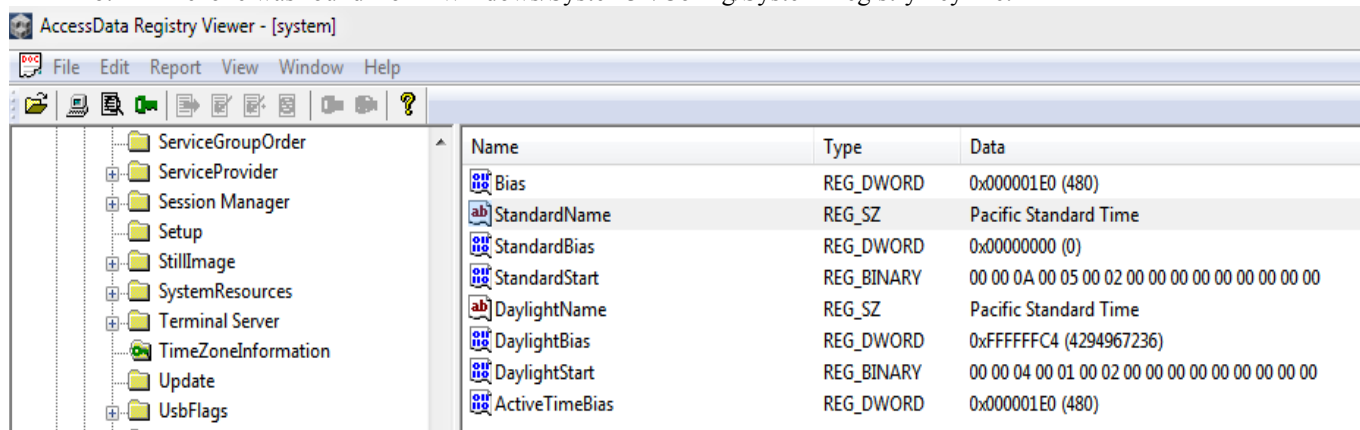 AccessData Registry Viewer - [system]
File Edit Report View Window Help
ServiceGroupOrder
ServiceProvider
Session Manager
Setup
StillImage
SystemResources
Terminal Server
TimeZoneInformation
Update
UsbFlags
Name Type Data
Bias REG_DWORD 0x000001E0 (480)
StandardName REG_SZ Pacific Standard Time
StandardBias REG_DWORD 0x00000000 (0)
StandardStart REG_BINARY 00 00 0A 00 05 00 02 00 00 00 00 00 00 00 00 00
DaylightName REG_SZ Pacific Standard Time
DaylightBias REG_DWORD 0xFFFFFFC4 (4294967236)
DaylightStart REG_BINARY 00 00 04 00 01 00 02 00 00 00 00 00 00 00 00 00
ActiveTimeBias REG_DWORD 0x000001E0 (480)